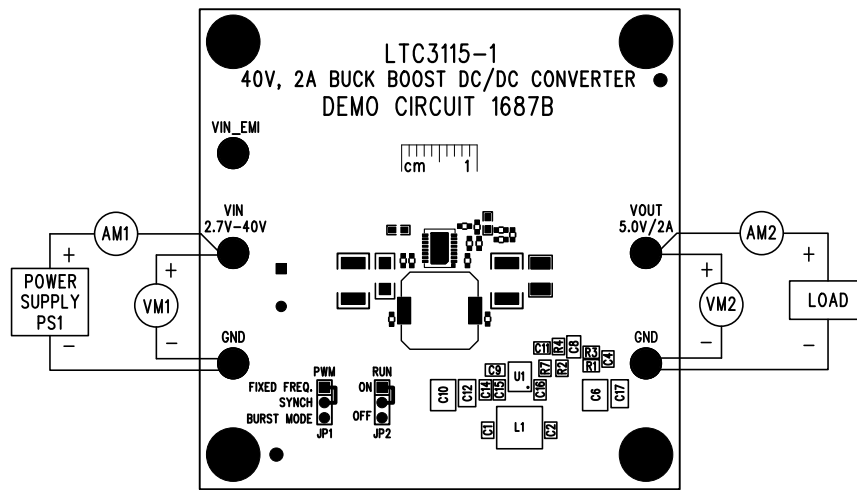 LTC3115-1
40V, 2A BUCK BOOST DC/DC CONVERTER
DEMO CIRCUIT 1687B
VIN_EMI
cm 1
VIN
2.7V-40V
VOUT
5.0V/2A
AM1
AM2
+
+
+
+
POWER
SUPPLY
PS1
VM1
VM2
LOAD
-
-
-
-
GND
GND
PWM
FIXED FREQ.
SYNCH
BURST MODE
JP1
RUN
ON
OFF
JP2
C11
R4
C8
R3
R1
C4
C9
U1
R7
R2
C10
C12
C14
C15
C16
C6
C17
C1
L1
C2